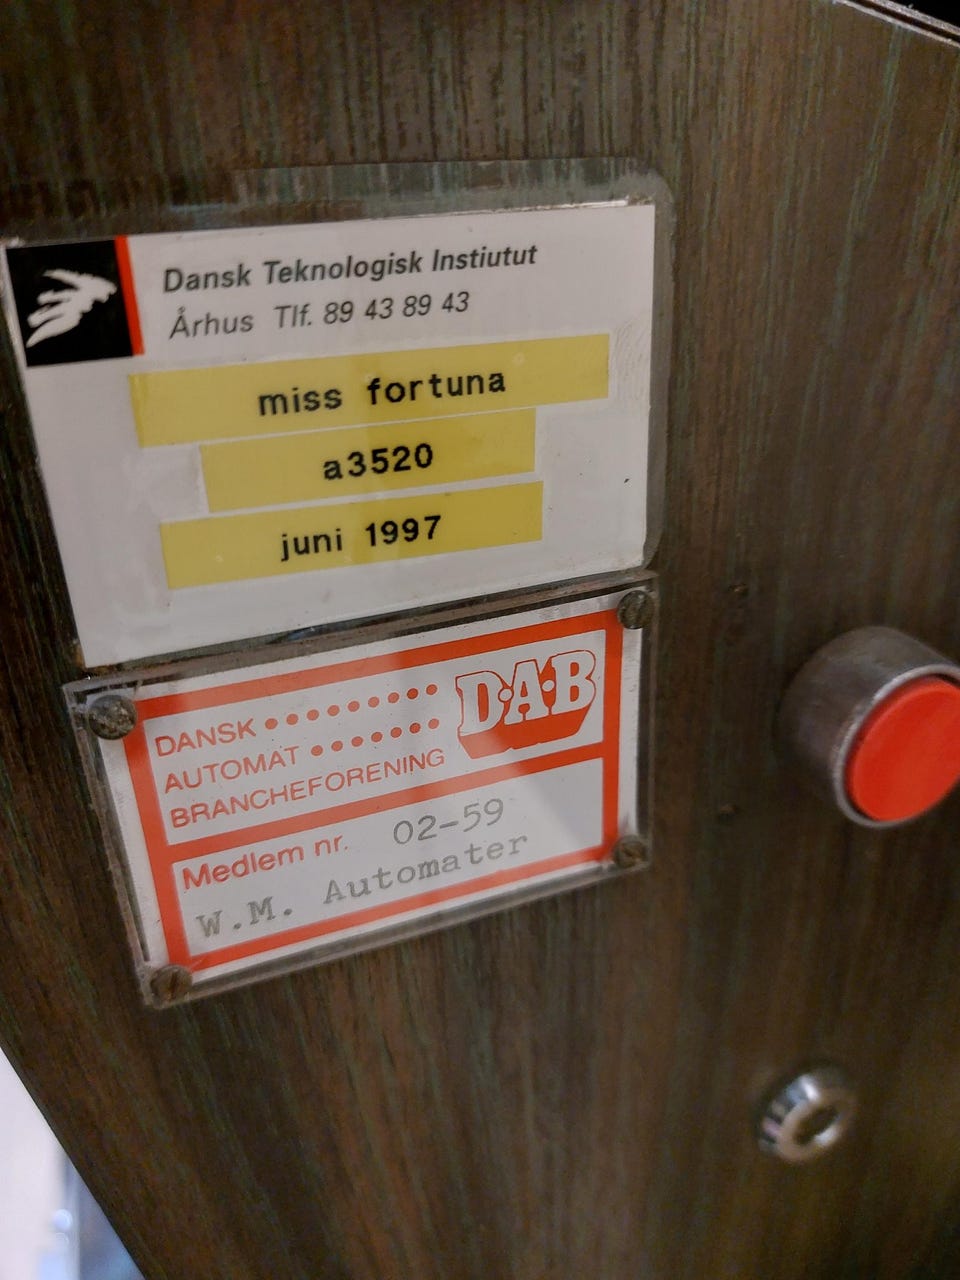 Dansk Teknologisk Instiutut
Århus Tlf. 89 43 89 43
miss fortuna
a3520
juni 1997
DANSK
AUTOMAT
BRANCHEFORENING
D·A·B
Medlem nr. 02-59
W.M. Automater